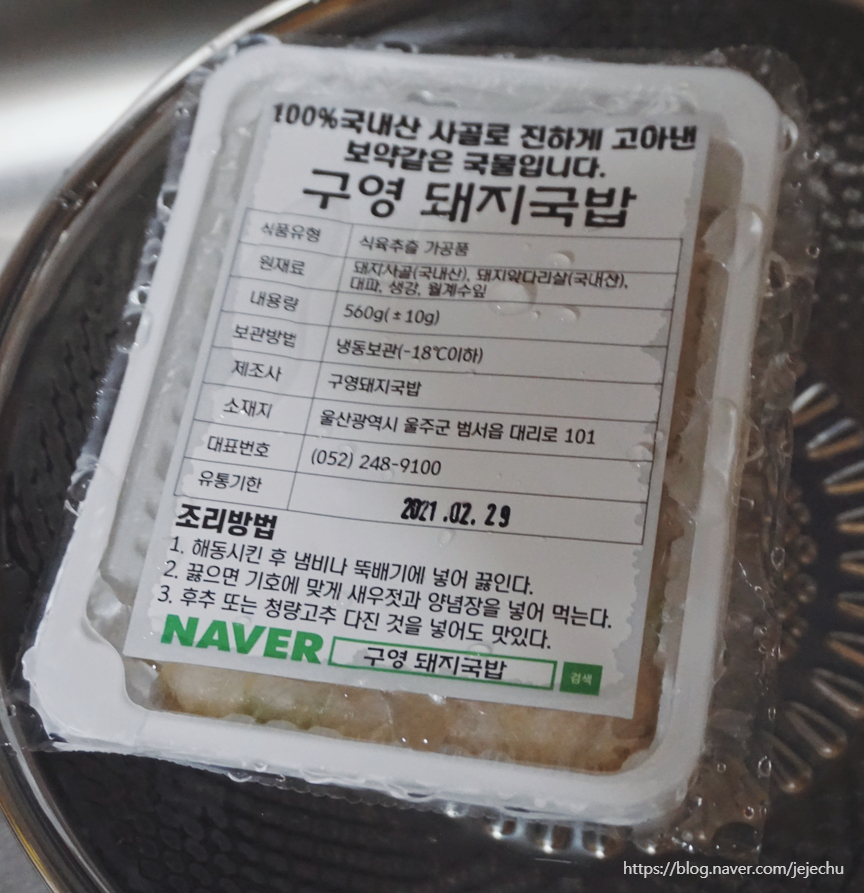 100%국내산 사골로 진하게 고아낸
보약같은 국물입니다.
구영 돼지국밥
식품유형 식육추출 가공품
원재료 돼지사골(국내산), 돼지앞다리살(국내산),
대파, 생강, 월계수잎
내용량 560g(±10g)
보관방법 냉동보관(-18℃이하)
제조사 구영돼지국밥
소재지 울산광역시 울주군 범서읍 대리로 101
대표번호 (052) 248-9100
유통기한 2021.02.29
조리방법
1. 해동시킨 후 냄비나 뚝배기에 넣어 끓인다.
2. 끓으면 기호에 맞게 새우젓과 양념장을 넣어 먹는다.
3. 후추 또는 청량고추 다진 것을 넣어도 맛있다.
NAVER 구영 돼지국밥 검색
https://blog.naver.com/jejechu